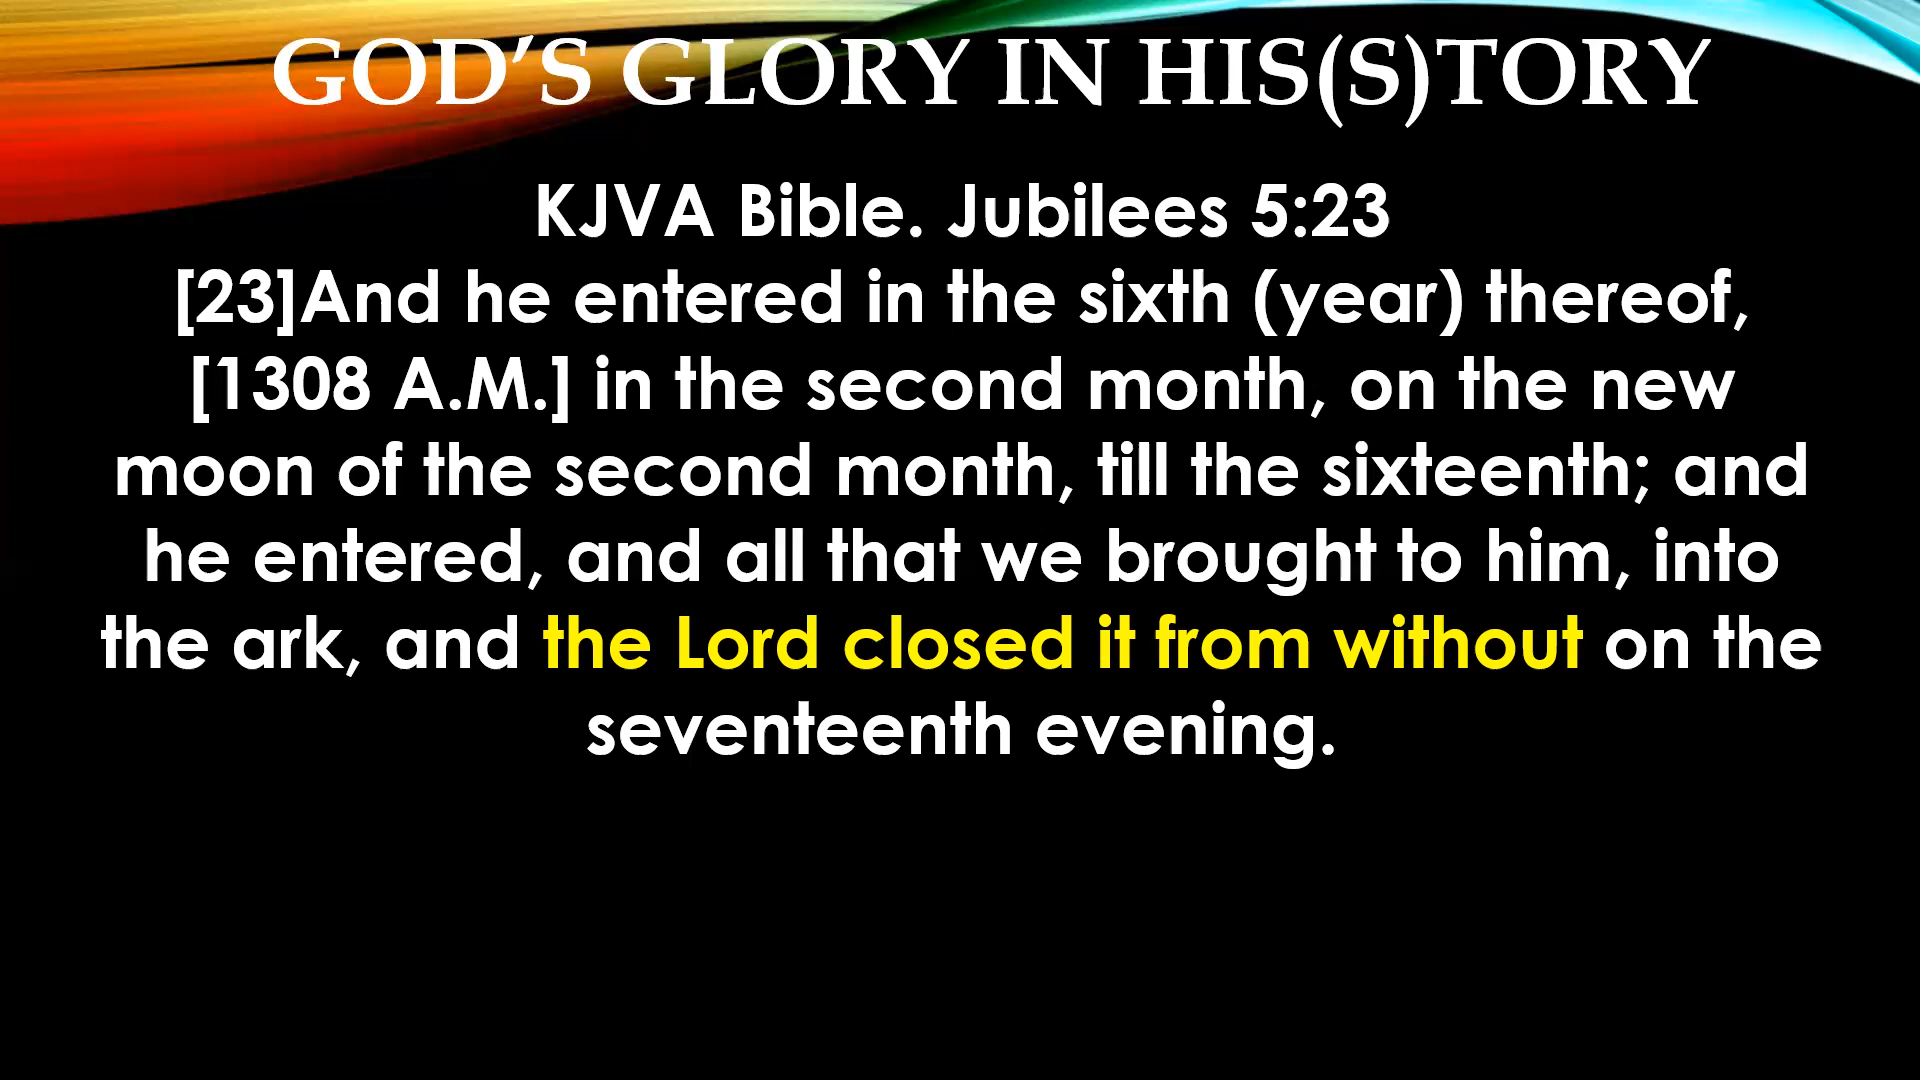 GOD’S GLORY IN HIS(S)TORY
KJVA Bible. Jubilees 5:23
[23]And he entered in the sixth (year) thereof,
[1308 A.M.] in the second month, on the new
moon of the second month, till the sixteenth; and
he entered, and all that we brought to him, into
the ark, and the Lord closed it from without on the
seventeenth evening.